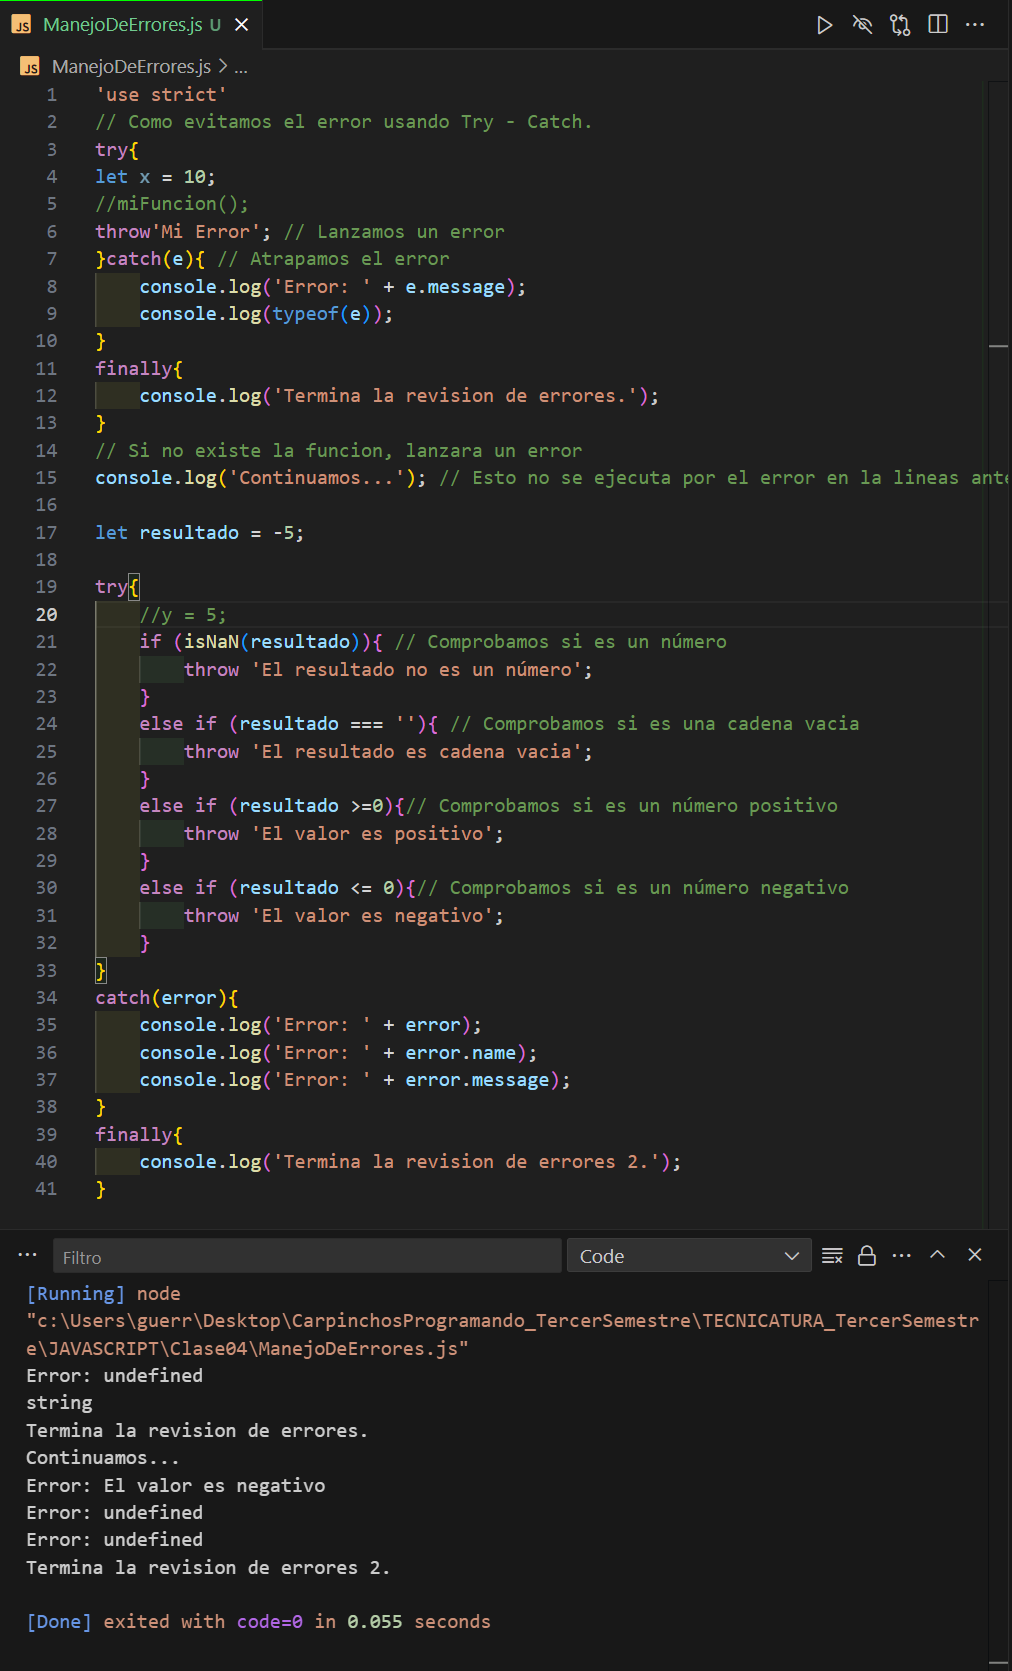 JS ManejoDeErrores.js U
JS ManejoDeErrores.js > ...
1 'use strict'
2 // Como evitamos el error usando Try - Catch.
3 try{
4 let x = 10;
5 //miFuncion();
6 throw'Mi Error'; // Lanzamos un error
7 }catch(e){ // Atrapamos el error
8 console.log('Error: ' + e.message);
9 console.log(typeof(e));
10 }
11 finally{
12 console.log('Termina la revision de errores.');
13 }
14 // Si no existe la funcion, lanzara un error
15 console.log('Continuamos...'); // Esto no se ejecuta por el error en la lineas ante
16
17 let resultado = -5;
18
19 try{
20 //y = 5;
21 if (isNaN(resultado)){ // Comprobamos si es un número
22 throw 'El resultado no es un número';
23 }
24 else if (resultado === ''){ // Comprobamos si es una cadena vacia
25 throw 'El resultado es cadena vacia';
26 }
27 else if (resultado >=0){// Comprobamos si es un número positivo
28 throw 'El valor es positivo';
29 }
30 else if (resultado <= 0){// Comprobamos si es un número negativo
31 throw 'El valor es negativo';
32 }
33 }
34 catch(error){
35 console.log('Error: ' + error);
36 console.log('Error: ' + error.name);
37 console.log('Error: ' + error.message);
38 }
39 finally{
40 console.log('Termina la revision de errores 2.');
41 }
Filtro Code
[Running] node
"c:\Users\guerr\Desktop\CarpinchosProgramando_TercerSemestre\TECNICATURA_TercerSemestr
e\JAVASCRIPT\Clase04\ManejoDeErrores.js"
Error: undefined
string
Termina la revision de errores.
Continuamos...
Error: El valor es negativo
Error: undefined
Error: undefined
Termina la revision de errores 2.
[Done] exited with code=0 in 0.055 seconds